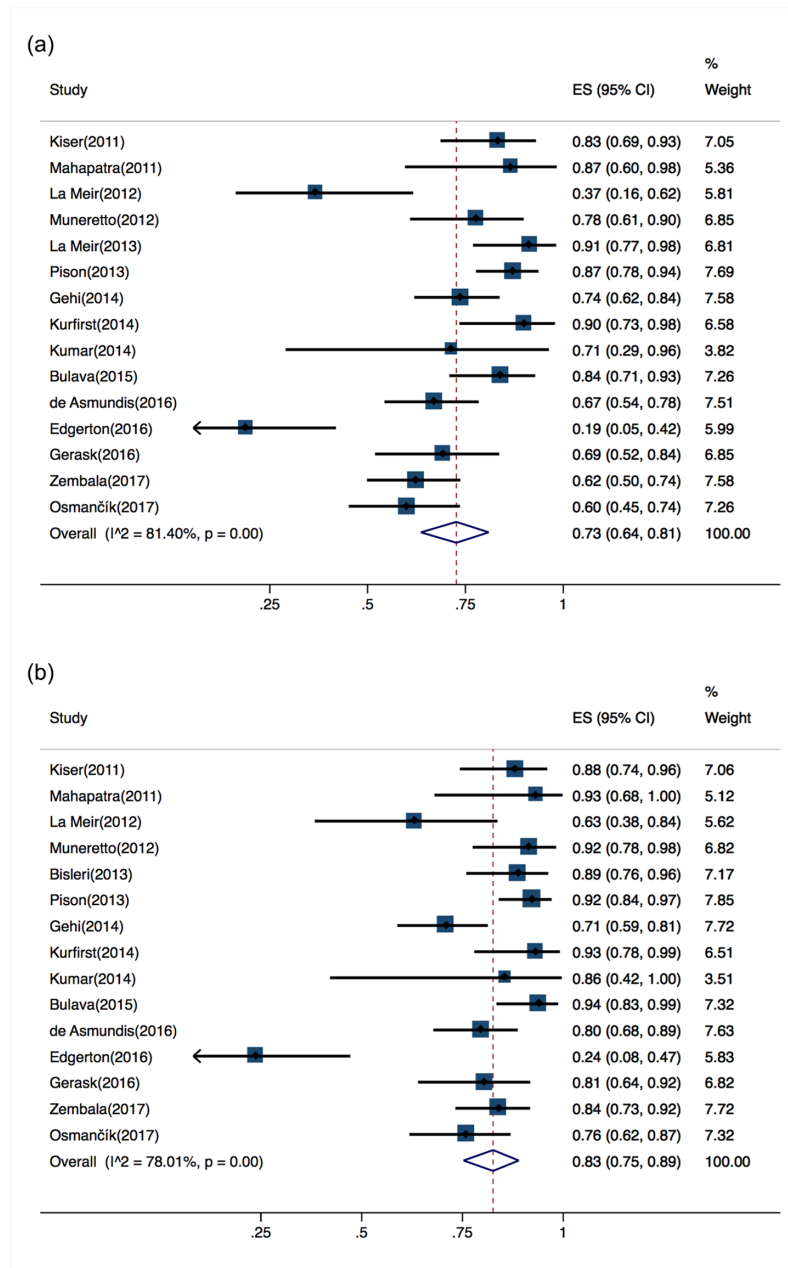 (a)
%
Study ES (95% CI) Weight
Kiser(2011) 0.83 (0.69, 0.93) 7.05
Mahapatra(2011) 0.87 (0.60, 0.98) 5.36
La Meir(2012) 0.37 (0.16, 0.62) 5.81
Muneretto(2012) 0.78 (0.61, 0.90) 6.85
La Meir(2013) 0.91 (0.77, 0.98) 6.81
Pison(2013) 0.87 (0.78, 0.94) 7.69
Gehi(2014) 0.74 (0.62, 0.84) 7.58
Kurfirst(2014) 0.90 (0.73, 0.98) 6.58
Kumar(2014) 0.71 (0.29, 0.96) 3.82
Bulava(2015) 0.84 (0.71, 0.93) 7.26
de Asmundis(2016) 0.67 (0.54, 0.78) 7.51
Edgerton(2016) 0.19 (0.05, 0.42) 5.99
Gerask(2016) 0.69 (0.52, 0.84) 6.85
Zembala(2017) 0.62 (0.50, 0.74) 7.58
Osmančík(2017) 0.60 (0.45, 0.74) 7.26
Overall (I^2 = 81.40%, p = 0.00) 0.73 (0.64, 0.81) 100.00
.25 .5 .75 1
(b)
%
Study ES (95% CI) Weight
Kiser(2011) 0.88 (0.74, 0.96) 7.06
Mahapatra(2011) 0.93 (0.68, 1.00) 5.12
La Meir(2012) 0.63 (0.38, 0.84) 5.62
Muneretto(2012) 0.92 (0.78, 0.98) 6.82
Bisleri(2013) 0.89 (0.76, 0.96) 7.17
Pison(2013) 0.92 (0.84, 0.97) 7.85
Gehi(2014) 0.71 (0.59, 0.81) 7.72
Kurfirst(2014) 0.93 (0.78, 0.99) 6.51
Kumar(2014) 0.86 (0.42, 1.00) 3.51
Bulava(2015) 0.94 (0.83, 0.99) 7.32
de Asmundis(2016) 0.80 (0.68, 0.89) 7.63
Edgerton(2016) 0.24 (0.08, 0.47) 5.83
Gerask(2016) 0.81 (0.64, 0.92) 6.82
Zembala(2017) 0.84 (0.73, 0.92) 7.72
Osmančík(2017) 0.76 (0.62, 0.87) 7.32
Overall (I^2 = 78.01%, p = 0.00) 0.83 (0.75, 0.89) 100.00
.25 .5 .75 1